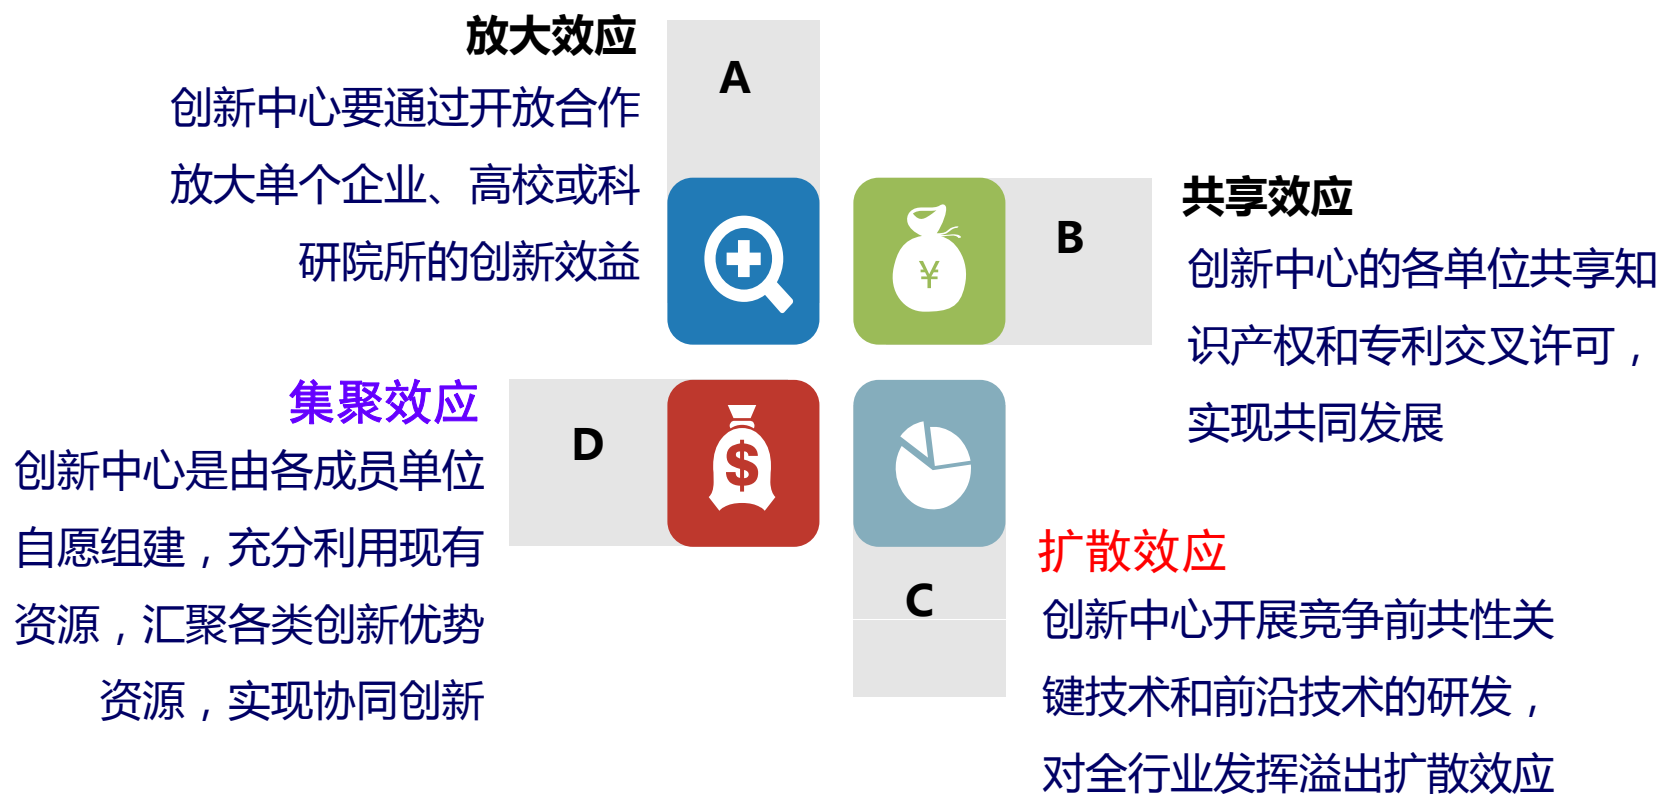 放大效应
创新中心要通过开放合作
放大单个企业、高校或科
研院所的创新效益
A
B
¥
共享效应
创新中心的各单位共享知
识产权和专利交叉许可，
实现共同发展
集聚效应
创新中心是由各成员单位
自愿组建，充分利用现有
资源，汇聚各类创新优势
资源，实现协同创新
D
$
C
扩散效应
创新中心开展竞争前共性关
键技术和前沿技术的研发，
对全行业发挥溢出扩散效应